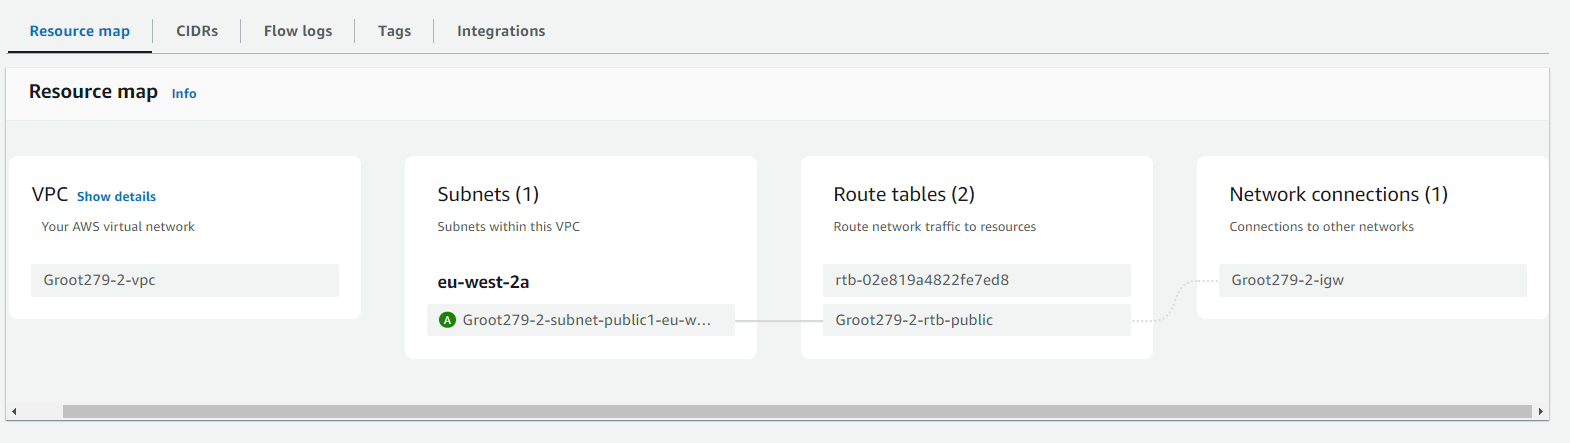 Resource map
CIDRs
Flow logs
Tags
Integrations
Resource map Info
VPC Show details
Your AWS virtual network
Groot279-2-vpc
Subnets (1)
Subnets within this VPC
eu-west-2a
A Groot279-2-subnet-public1-eu-w...
Route tables (2)
Route network traffic to resources
rtb-02e819a4822fe7ed8
Groot279-2-rtb-public
Network connections (1)
Connections to other networks
Groot279-2-igw